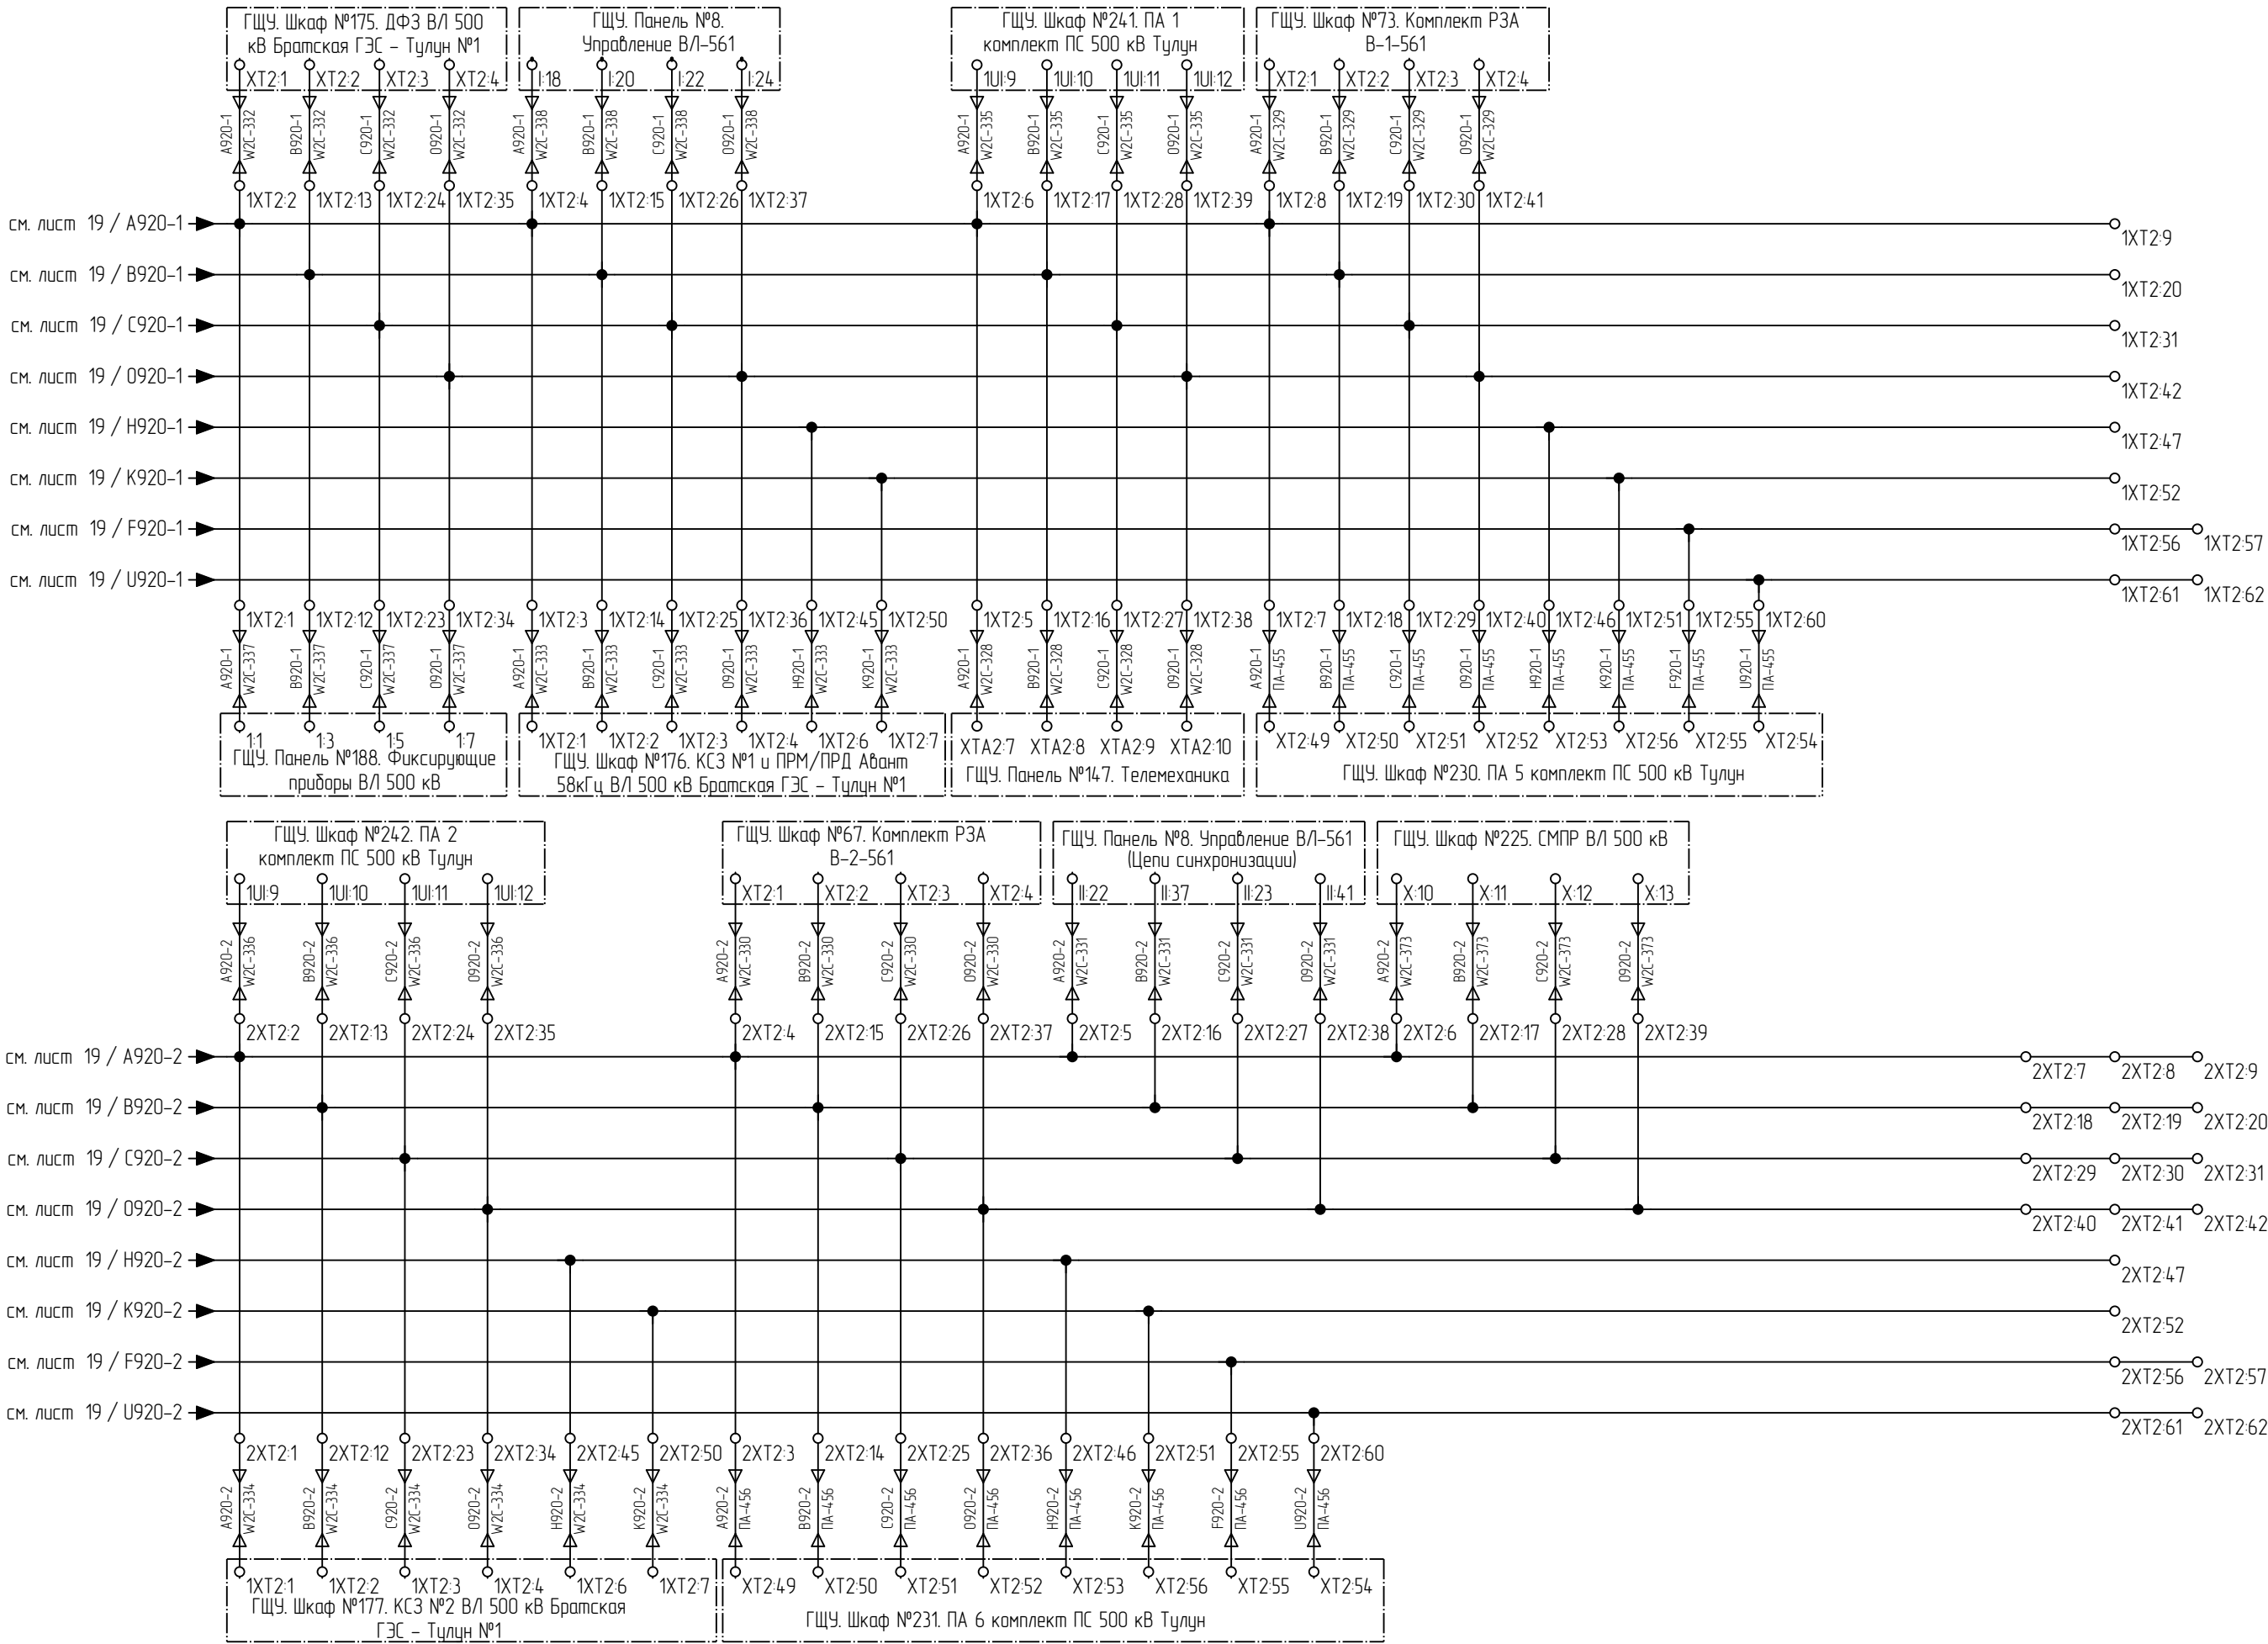 ГЩУ. Шкаф №175. ДФЗ ВЛ 500
кВ Братская ГЭС - Тулун №1
XT2:1 XT2:2 XT2:3 XT2:4
ГЩУ. Панель №8.
Управление ВЛ-561
I:18 I:20 I:22 I:24
ГЩУ. Шкаф №241. ПА 1
комплект ПС 500 кВ Тулун
1UI:9 1UI:10 1UI:11 1UI:12
ГЩУ. Шкаф №73. Комплект РЗА
В-1-561
XT2:1 XT2:2 XT2:3 XT2:4
A920-1 W2C-332 B920-1 W2C-332 C920-1 W2C-332 0920-1 W2C-332
A920-1 W2C-338 B920-1 W2C-338 C920-1 W2C-338 0920-1 W2C-338
A920-1 W2C-335 B920-1 W2C-335 C920-1 W2C-335 0920-1 W2C-335
A920-1 W2C-329 B920-1 W2C-329 C920-1 W2C-329 0920-1 W2C-329
1XT2:2 1XT2:13 1XT2:24 1XT2:35 1XT2:4 1XT2:15 1XT2:26 1XT2:37 1XT2:6 1XT2:17 1XT2:28 1XT2:39 1XT2:8 1XT2:19 1XT2:30 1XT2:41
см. лист 19 / A920-1 1XT2:9
см. лист 19 / B920-1 1XT2:20
см. лист 19 / C920-1 1XT2:31
см. лист 19 / 0920-1 1XT2:42
см. лист 19 / H920-1 1XT2:47
см. лист 19 / K920-1 1XT2:52
см. лист 19 / F920-1 1XT2:56 1XT2:57
см. лист 19 / U920-1 1XT2:61 1XT2:62
1XT2:1 1XT2:12 1XT2:23 1XT2:34 1XT2:3 1XT2:14 1XT2:25 1XT2:36 1XT2:45 1XT2:50 1XT2:5 1XT2:16 1XT2:27 1XT2:38 1XT2:7 1XT2:18 1XT2:29 1XT2:40 1XT2:46 1XT2:51 1XT2:55 1XT2:60
A920-1 W2C-337 B920-1 W2C-337 C920-1 W2C-337 0920-1 W2C-337
A920-1 W2C-333 B920-1 W2C-333 C920-1 W2C-333 0920-1 W2C-333 H920-1 W2C-333 K920-1 W2C-333
A920-1 W2C-328 B920-1 W2C-328 C920-1 W2C-328 0920-1 W2C-328
A920-1 ПА-455 B920-1 ПА-455 C920-1 ПА-455 0920-1 ПА-455 H920-1 ПА-455 K920-1 ПА-455 F920-1 ПА-455 U920-1 ПА-455
1:1 1:3 1:5 1:7
ГЩУ. Панель №188. Фиксирующие
приборы ВЛ 500 кВ
1XT2:1 1XT2:2 1XT2:3 1XT2:4 1XT2:6 1XT2:7
ГЩУ. Шкаф №176. КСЗ №1 и ПРМ/ПРД Авант
58кГц ВЛ 500 кВ Братская ГЭС - Тулун №1
XTA2:7 XTA2:8 XTA2:9 XTA2:10
ГЩУ. Панель №147. Телемеханика
XT2:49 XT2:50 XT2:51 XT2:52 XT2:53 XT2:56 XT2:55 XT2:54
ГЩУ. Шкаф №230. ПА 5 комплект ПС 500 кВ Тулун
ГЩУ. Шкаф №242. ПА 2
комплект ПС 500 кВ Тулун
1UI:9 1UI:10 1UI:11 1UI:12
ГЩУ. Шкаф №67. Комплект РЗА
В-2-561
XT2:1 XT2:2 XT2:3 XT2:4
ГЩУ. Панель №8. Управление ВЛ-561
(Цепи синхронизации)
II:22 II:37 II:23 II:41
ГЩУ. Шкаф №225. СМПР ВЛ 500 кВ
X:10 X:11 X:12 X:13
A920-2 W2C-336 B920-2 W2C-336 C920-2 W2C-336 0920-2 W2C-336
A920-2 W2C-330 B920-2 W2C-330 C920-2 W2C-330 0920-2 W2C-330
A920-2 W2C-331 B920-2 W2C-331 C920-2 W2C-331 0920-2 W2C-331
A920-2 W2C-373 B920-2 W2C-373 C920-2 W2C-373 0920-2 W2C-373
2XT2:2 2XT2:13 2XT2:24 2XT2:35 2XT2:4 2XT2:15 2XT2:26 2XT2:37 2XT2:5 2XT2:16 2XT2:27 2XT2:38 2XT2:6 2XT2:17 2XT2:28 2XT2:39
см. лист 19 / A920-2 2XT2:7 2XT2:8 2XT2:9
см. лист 19 / B920-2 2XT2:18 2XT2:19 2XT2:20
см. лист 19 / C920-2 2XT2:29 2XT2:30 2XT2:31
см. лист 19 / 0920-2 2XT2:40 2XT2:41 2XT2:42
см. лист 19 / H920-2 2XT2:47
см. лист 19 / K920-2 2XT2:52
см. лист 19 / F920-2 2XT2:56 2XT2:57
см. лист 19 / U920-2 2XT2:61 2XT2:62
2XT2:1 2XT2:12 2XT2:23 2XT2:34 2XT2:45 2XT2:50 2XT2:3 2XT2:14 2XT2:25 2XT2:36 2XT2:46 2XT2:51 2XT2:55 2XT2:60
A920-2 W2C-334 B920-2 W2C-334 C920-2 W2C-334 0920-2 W2C-334 H920-2 W2C-334 K920-2 W2C-334
A920-2 ПА-456 B920-2 ПА-456 C920-2 ПА-456 0920-2 ПА-456 H920-2 ПА-456 K920-2 ПА-456 F920-2 ПА-456 U920-2 ПА-456
1XT2:1 1XT2:2 1XT2:3 1XT2:4 1XT2:6 1XT2:7
ГЩУ. Шкаф №177. КСЗ №2 ВЛ 500 кВ Братская
ГЭС - Тулун №1
XT2:49 XT2:50 XT2:51 XT2:52 XT2:53 XT2:56 XT2:55 XT2:54
ГЩУ. Шкаф №231. ПА 6 комплект ПС 500 кВ Тулун